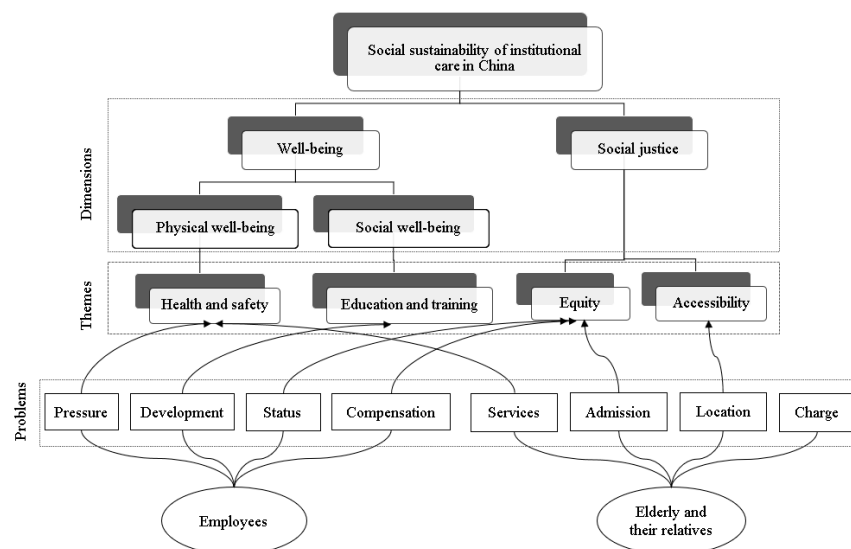 Social sustainability of institutional
care in China
Dimensions
Well-being
Social justice
Physical well-being
Social well-being
Themes
Health and safety
Education and training
Equity
Accessibility
Problems
Pressure
Development
Status
Compensation
Services
Admission
Location
Charge
Employees
Elderly and
their relatives